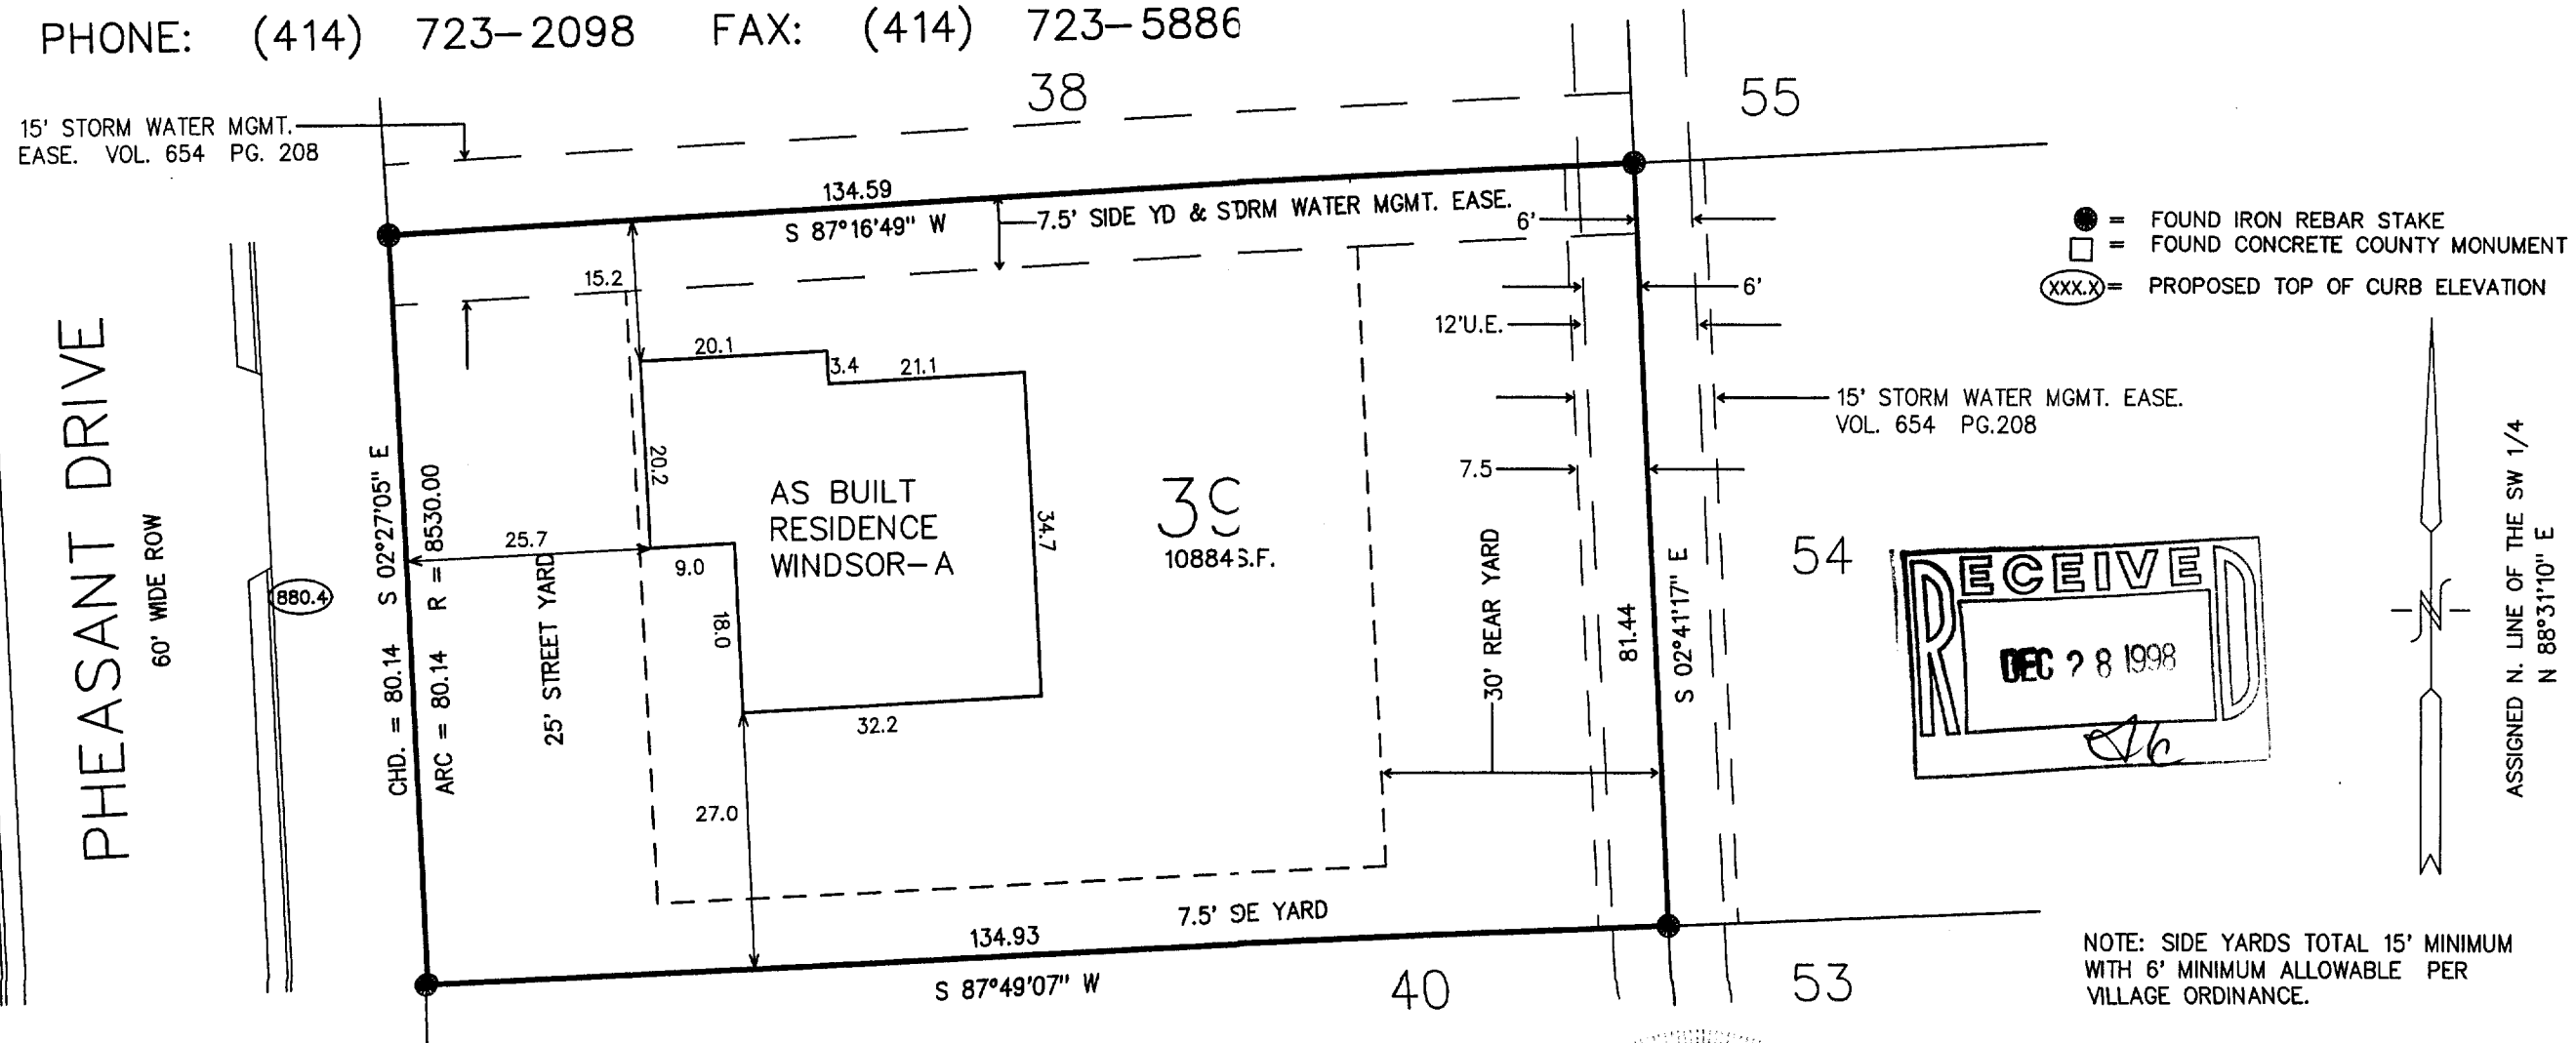 PHONE: (414) 723-2098 FAX: (414) 723-5886
38
55
15' STORM WATER MGMT.
EASE. VOL. 654 PG. 208
134.59
S 87°16'49" W
7.5' SIDE YD & STORM WATER MGMT. EASE.
6'
● = FOUND IRON REBAR STAKE
□ = FOUND CONCRETE COUNTY MONUMENT
XXX.X = PROPOSED TOP OF CURB ELEVATION
15.2
6'
12'U.E.
20.1
3.4
21.1
15' STORM WATER MGMT. EASE.
VOL. 654 PG.208
PHEASANT DRIVE
60' WIDE ROW
880.4
CHD. = 80.14 S 02°27'05" E
ARC = 80.14 R = 8530.00
20.2
7.5
AS BUILT
RESIDENCE
WINDSOR-A
39
10884 S.F.
34.7
25.7
25' STREET YARD
9.0
18.0
32.2
30' REAR YARD
81.44
S 02°41'17" E
54
RECEIVED
DEC 28 1998
N
ASSIGNED N. LINE OF THE SW 1/4
N 88°31'10" E
27.0
7.5' DE YARD
134.93
S 87°49'07" W
40
53
NOTE: SIDE YARDS TOTAL 15' MINIMUM
WITH 6' MINIMUM ALLOWABLE PER
VILLAGE ORDINANCE.